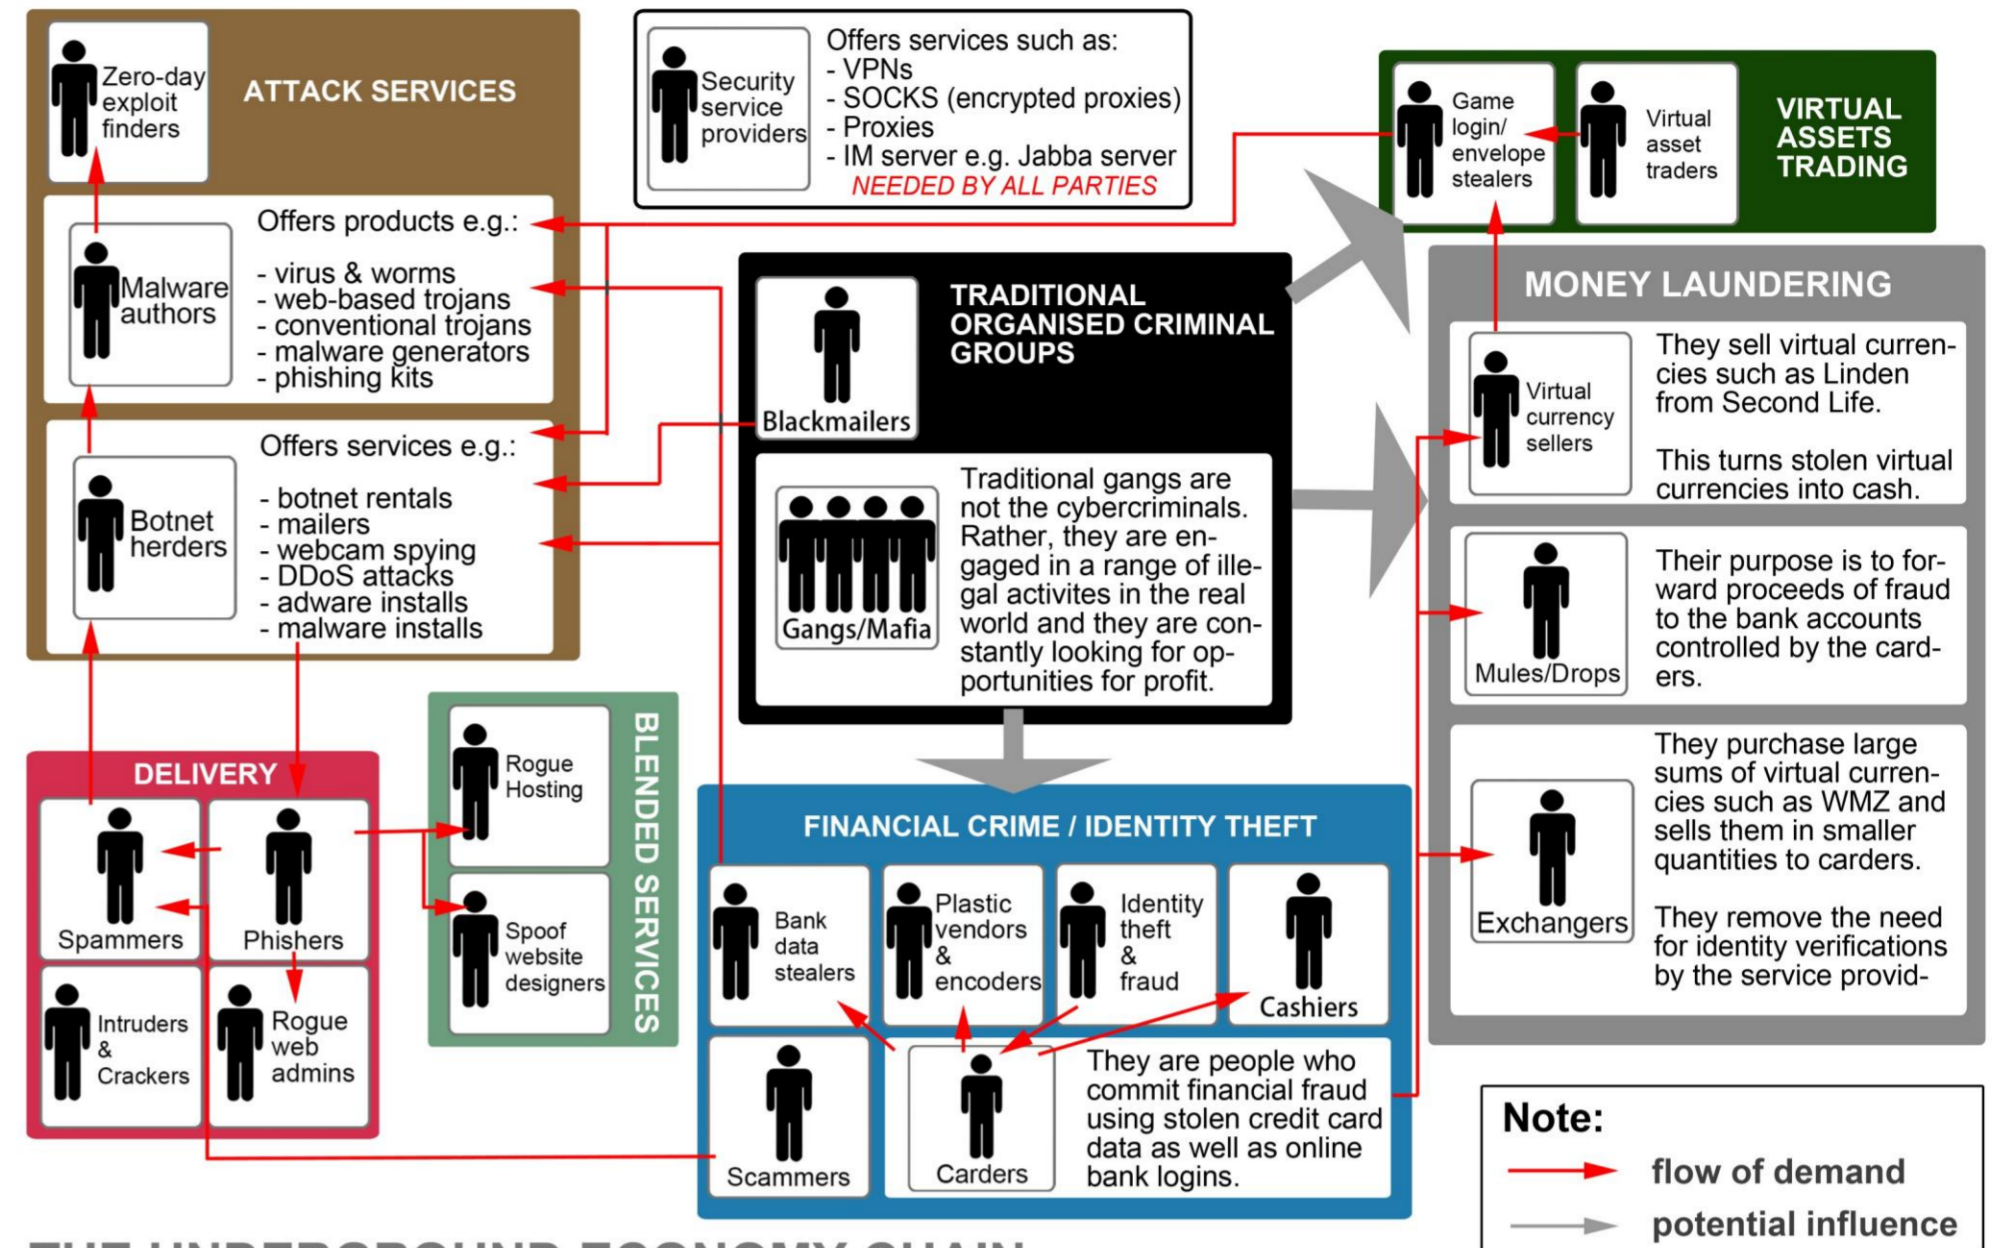 Zero-day
exploit
finders
ATTACK SERVICES
Malware
authors
Offers products e.g.:
- virus & worms
- web-based trojans
- conventional trojans
- malware generators
- phishing kits
Botnet
herders
Offers services e.g.:
- botnet rentals
- mailers
- webcam spying
- DDoS attacks
- adware installs
- malware installs
Security
service
providers
Offers services such as:
- VPNs
- SOCKS (encrypted proxies)
- Proxies
- IM server e.g. Jabba server
NEEDED BY ALL PARTIES
Game
login/
envelope
stealers
Virtual
asset
traders
VIRTUAL
ASSETS
TRADING
Blackmailers
TRADITIONAL
ORGANISED CRIMINAL
GROUPS
Gangs/Mafia
Traditional gangs are
not the cybercriminals.
Rather, they are en-
gaged in a range of ille-
gal activites in the real
world and they are con-
stantly looking for op-
portunities for profit.
MONEY LAUNDERING
Virtual
currency
sellers
They sell virtual curren-
cies such as Linden
from Second Life.
This turns stolen virtual
currencies into cash.
Mules/Drops
Their purpose is to for-
ward proceeds of fraud
to the bank accounts
controlled by the card-
ers.
Exchangers
They purchase large
sums of virtual curren-
cies such as WMZ and
sells them in smaller
quantities to carders.
They remove the need
for identity verifications
by the service provid-
DELIVERY
Spammers
Phishers
Intruders
&
Crackers
Rogue
web
admins
BLENDED SERVICES
Rogue
Hosting
Spoof
website
designers
FINANCIAL CRIME / IDENTITY THEFT
Bank
data
stealers
Plastic
vendors
&
encoders
Identity
theft
&
fraud
Cashiers
Scammers
Carders
They are people who
commit financial fraud
using stolen credit card
data as well as online
bank logins.
Note:
flow of demand
potential influence
THE UNDERGROUND ECONOMY CHAIN